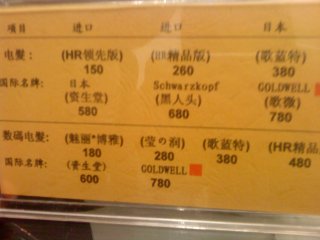 项目 进口 进口 日本
电髮: (HR领先版) (HR精品版) (歌蓝特)
150 260 380
国际名牌: 日本 Schwarzkopf GOLDWELL
(资生堂) (黑人头) (歌薇)
580 680 780
数码电髮: (魅丽*博雅) (莹の润) (歌蓝特) (HR精品
180 280 380 480
国际名牌: (资生堂) GOLDWELL
600 780